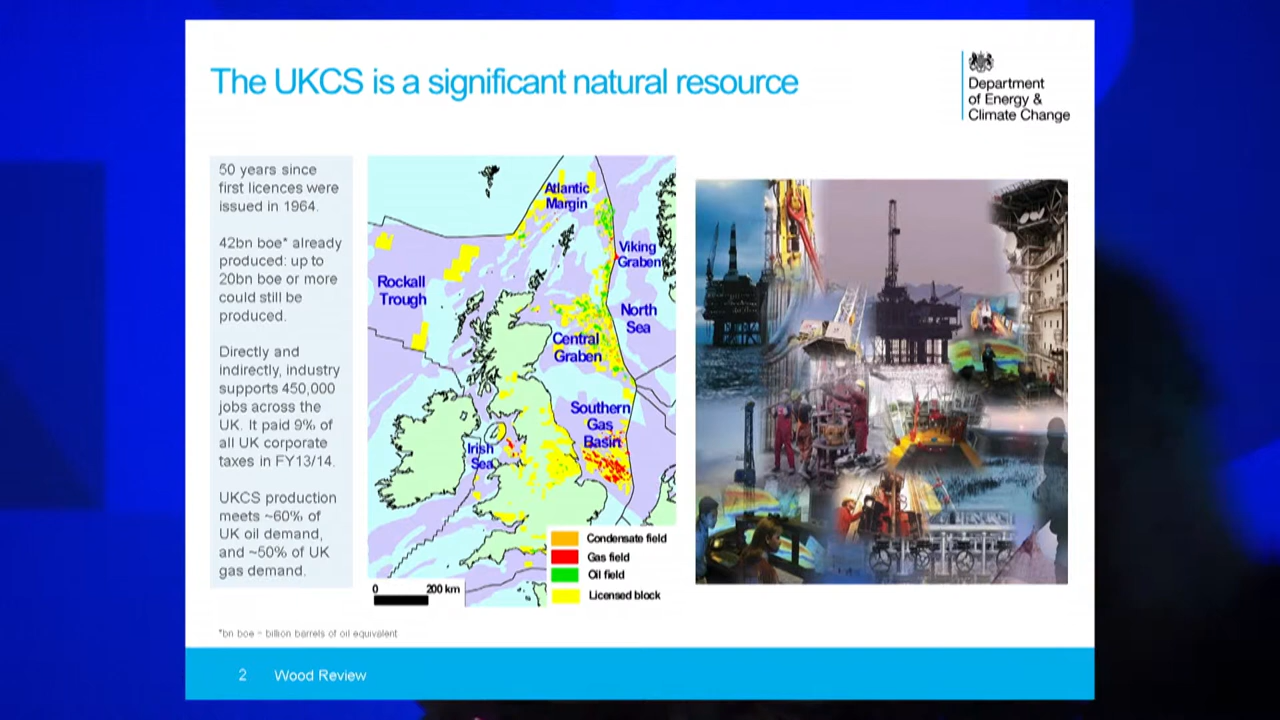 The UKCS is a significant natural resource
Department
of Energy &
Climate Change
50 years since
first licences were
issued in 1964.
42bn boe* already
produced: up to
20bn boe or more
could still be
produced.
Directly and
indirectly, industry
supports 450,000
jobs across the
UK. It paid 9% of
all UK corporate
taxes in FY13/14.
UKCS production
meets ~60% of
UK oil demand,
and ~50% of UK
gas demand.
Atlantic
Margin
Viking
Graben
Rockall
Trough
North
Sea
Central
Graben
Southern
Gas
Basin
Irish
Sea
Condensate field
Gas field
Oil field
Licensed block
0 200 km
*bn boe – billion barrels of oil equivalent
2 Wood Review